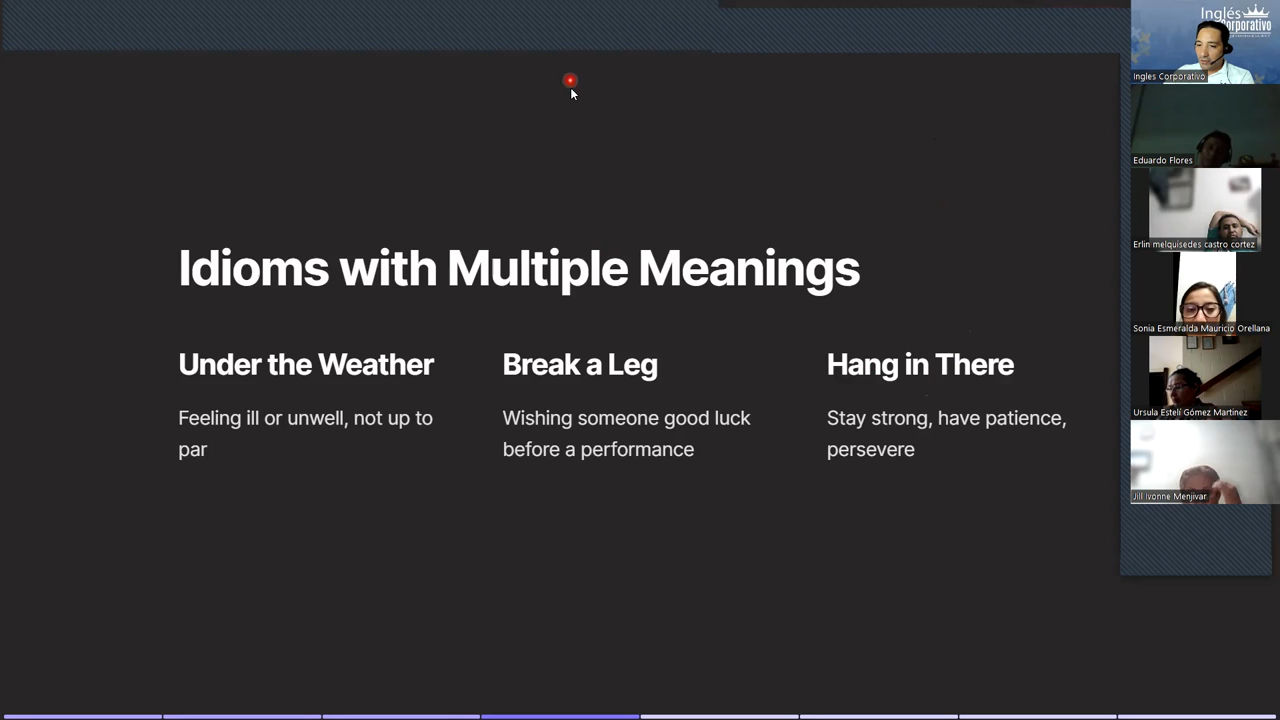 Idioms with Multiple Meanings
Under the Weather
Feeling ill or unwell, not up to
par
Break a Leg
Wishing someone good luck
before a performance
Hang in There
Stay strong, have patience,
persevere
Inglés
Corporativo
Ingles Corporativo
Eduardo Flores
Erlin melquisedes castro cortez
Sonia Esmeralda Mauricio Orellana
Ursula Estelí Gómez Martinez
Jill Ivonne Menjivar